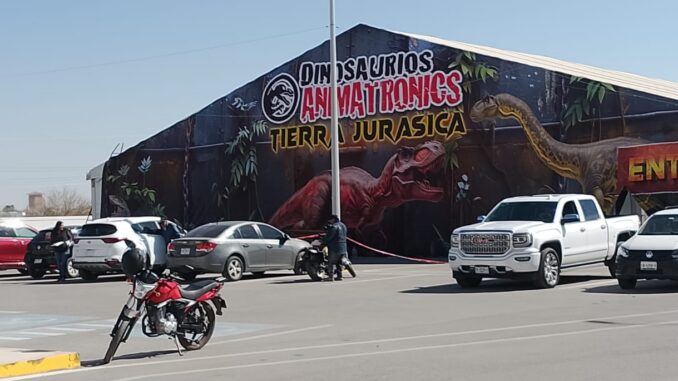 DINOSAURIOS
ANIMATRONICS
TIERRA JURASICA
ENT
GMC